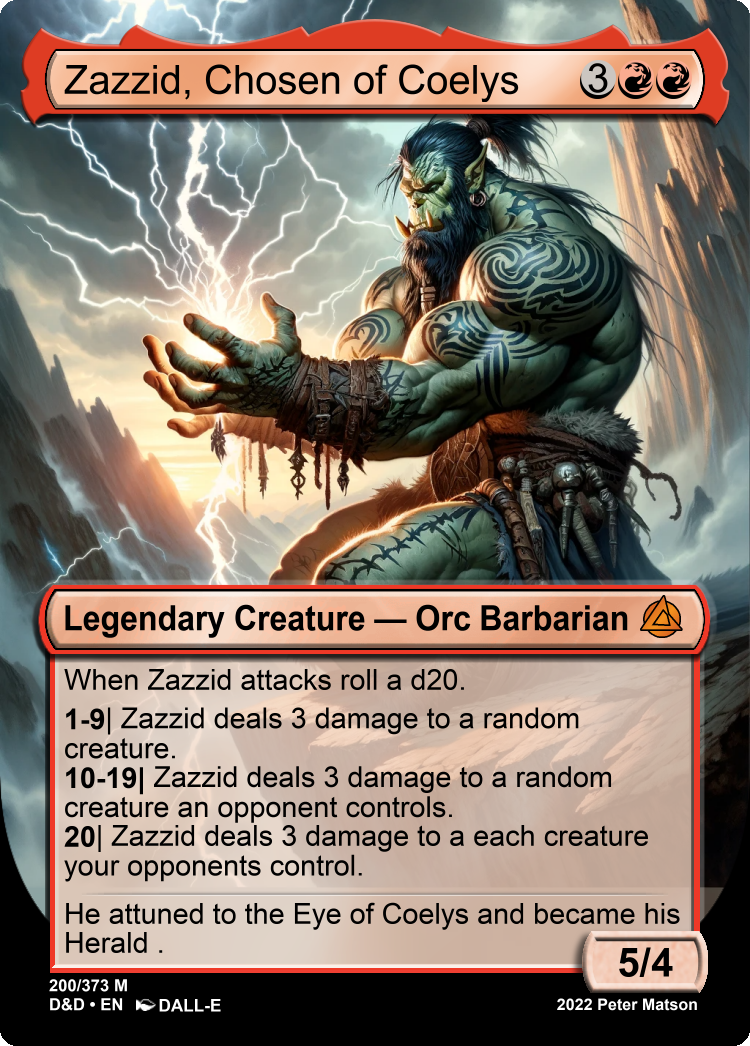 Zazzid, Chosen of Coelys 3
Legendary Creature — Orc Barbarian
When Zazzid attacks roll a d20.
1-9| Zazzid deals 3 damage to a random
creature.
10-19| Zazzid deals 3 damage to a random
creature an opponent controls.
20| Zazzid deals 3 damage to a each creature
your opponents control.
He attuned to the Eye of Coelys and became his
Herald .
5/4
200/373 M
D&D • EN DALL-E
2022 Peter Matson